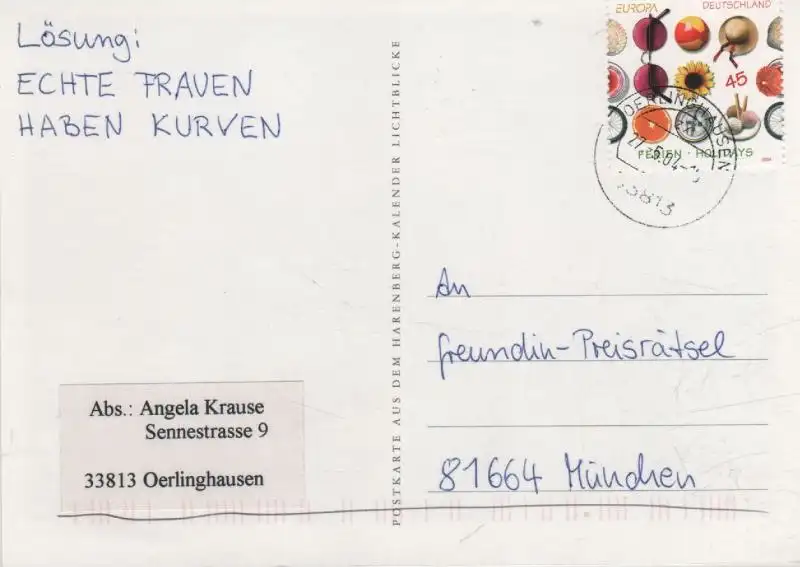 Lösung:
ECHTE FRAUEN
HABEN KURVEN
Abs.: Angela Krause
Sennestrasse 9
33813 Oerlinghausen
POSTKARTE AUS DEM HARENBERG-KALENDER LICHTBLICKE
EUROPA
DEUTSCHLAND
45
FERIEN · HOLIDAYS
OERLINGHAUSEN
33813
An
freundin-Preisrätsel
81664 München